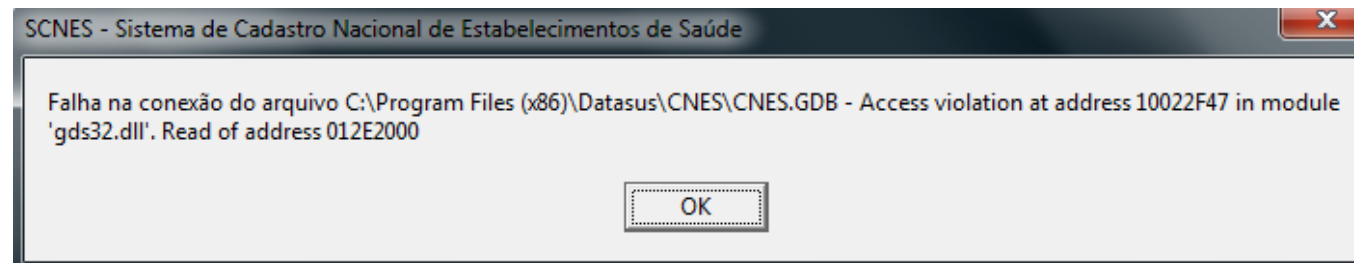 SCNES - Sistema de Cadastro Nacional de Estabelecimentos de Saúde
Falha na conexão do arquivo C:\Program Files (x86)\Datasus\CNES\CNES.GDB - Access violation at address 10022F47 in module
'gds32.dll'. Read of address 012E2000
OK